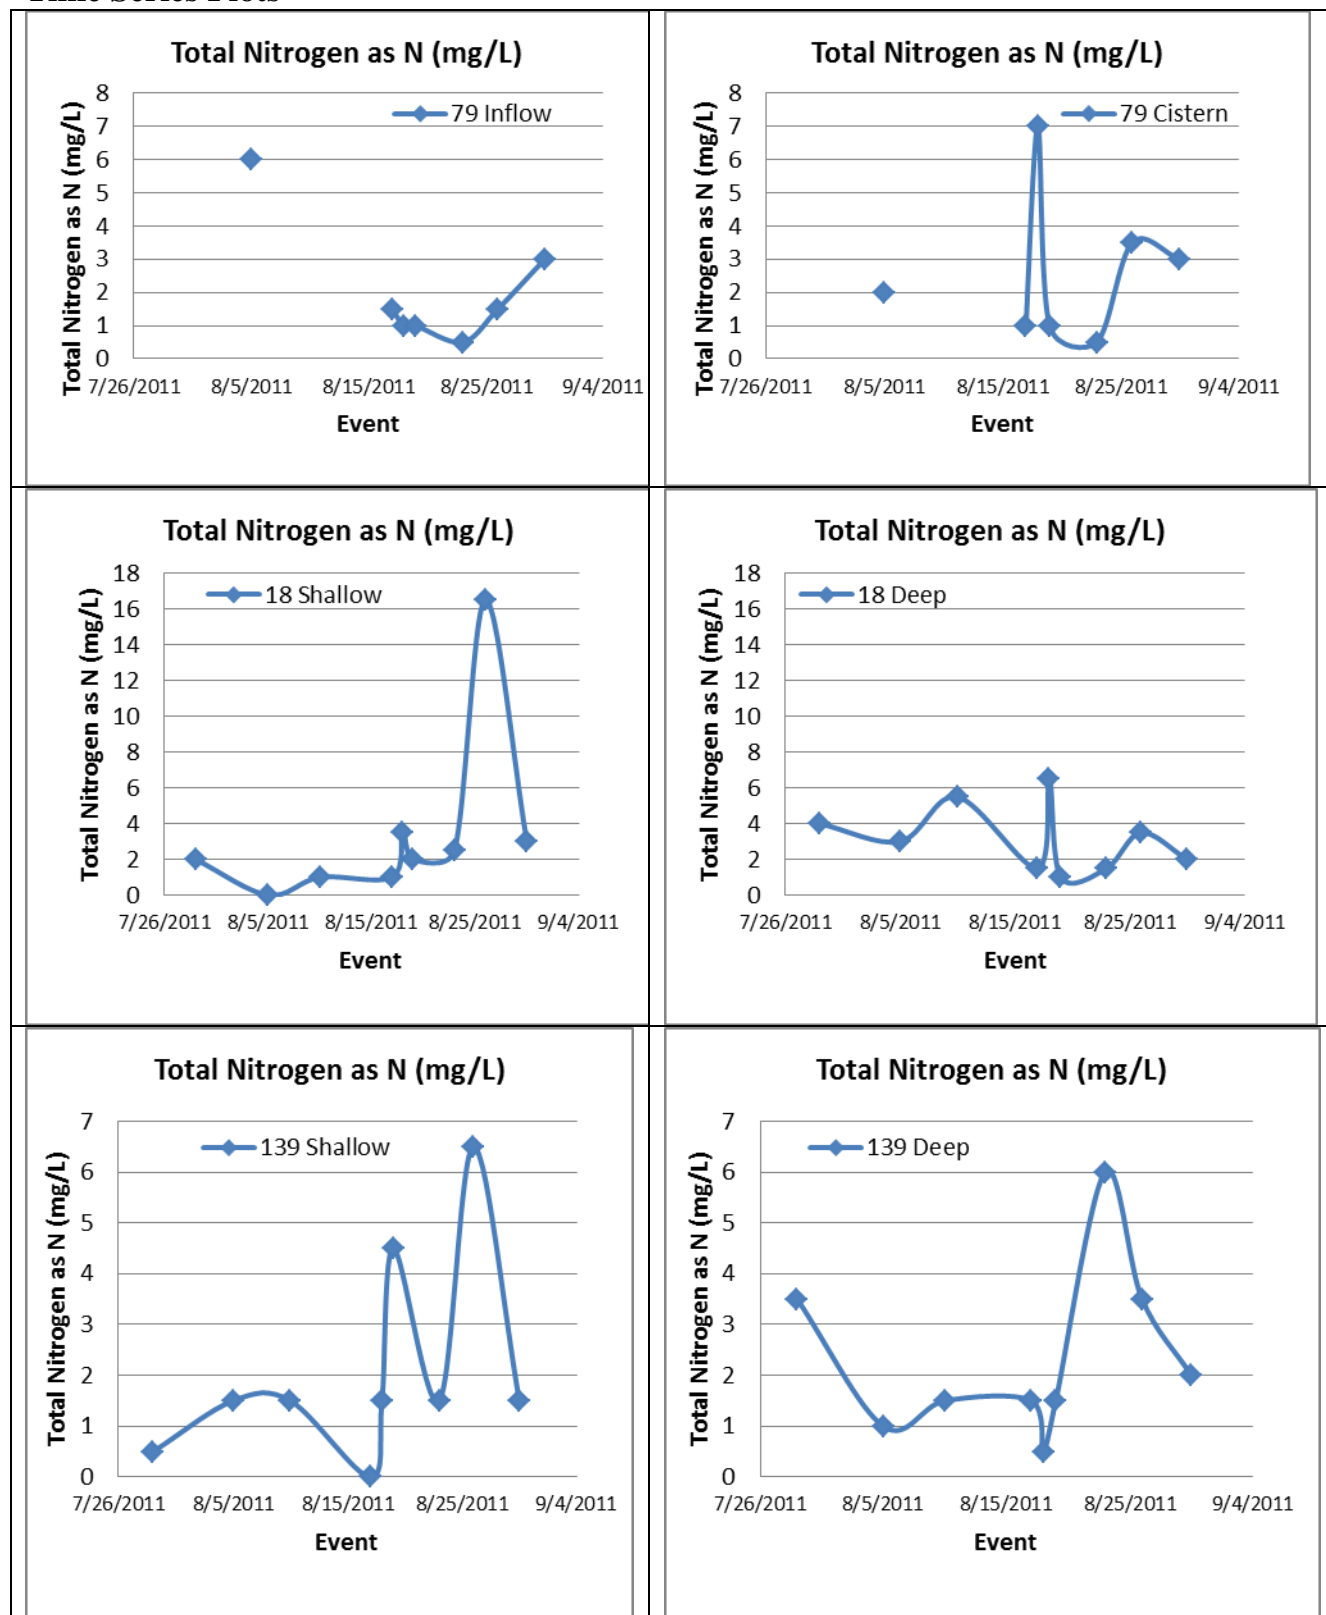 Time Series Plots
Total Nitrogen as N (mg/L)
79 Inflow
Total Nitrogen as N (mg/L)
8
7
6
5
4
3
2
1
0
7/26/2011 8/5/2011 8/15/2011 8/25/2011 9/4/2011
Event
Total Nitrogen as N (mg/L)
79 Cistern
Total Nitrogen as N (mg/L)
8
7
6
5
4
3
2
1
0
7/26/2011 8/5/2011 8/15/2011 8/25/2011 9/4/2011
Event
Total Nitrogen as N (mg/L)
18 Shallow
Total Nitrogen as N (mg/L)
18
16
14
12
10
8
6
4
2
0
7/26/2011 8/5/2011 8/15/2011 8/25/2011 9/4/2011
Event
Total Nitrogen as N (mg/L)
18 Deep
Total Nitrogen as N (mg/L)
18
16
14
12
10
8
6
4
2
0
7/26/2011 8/5/2011 8/15/2011 8/25/2011 9/4/2011
Event
Total Nitrogen as N (mg/L)
139 Shallow
Total Nitrogen as N (mg/L)
7
6
5
4
3
2
1
0
7/26/2011 8/5/2011 8/15/2011 8/25/2011 9/4/2011
Event
Total Nitrogen as N (mg/L)
139 Deep
Total Nitrogen as N (mg/L)
7
6
5
4
3
2
1
0
7/26/2011 8/5/2011 8/15/2011 8/25/2011 9/4/2011
Event